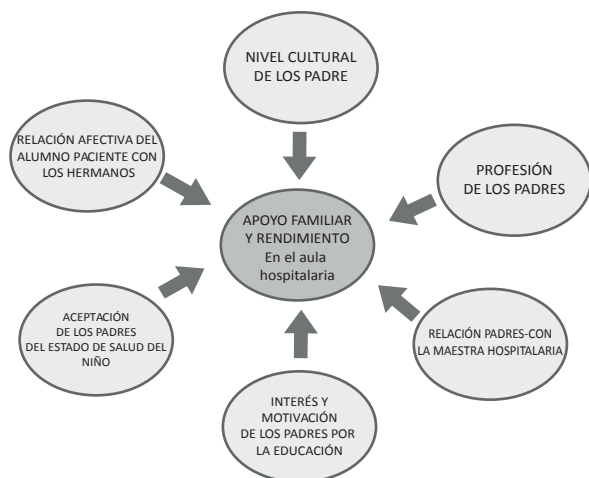 NIVEL CULTURAL
DE LOS PADRE
RELACIÓN AFECTIVA DEL
ALUMNO PACIENTE CON
LOS HERMANOS
PROFESIÓN
DE LOS PADRES
APOYO FAMILIAR
Y RENDIMIENTO
En el aula
hospitalaria
ACEPTACIÓN
DE LOS PADRES
DEL ESTADO DE SALUD DEL
NIÑO
RELACIÓN PADRES-CON
LA MAESTRA HOSPITALARIA
INTERÉS Y
MOTIVACIÓN
DE LOS PADRES POR
LA EDUCACIÓN